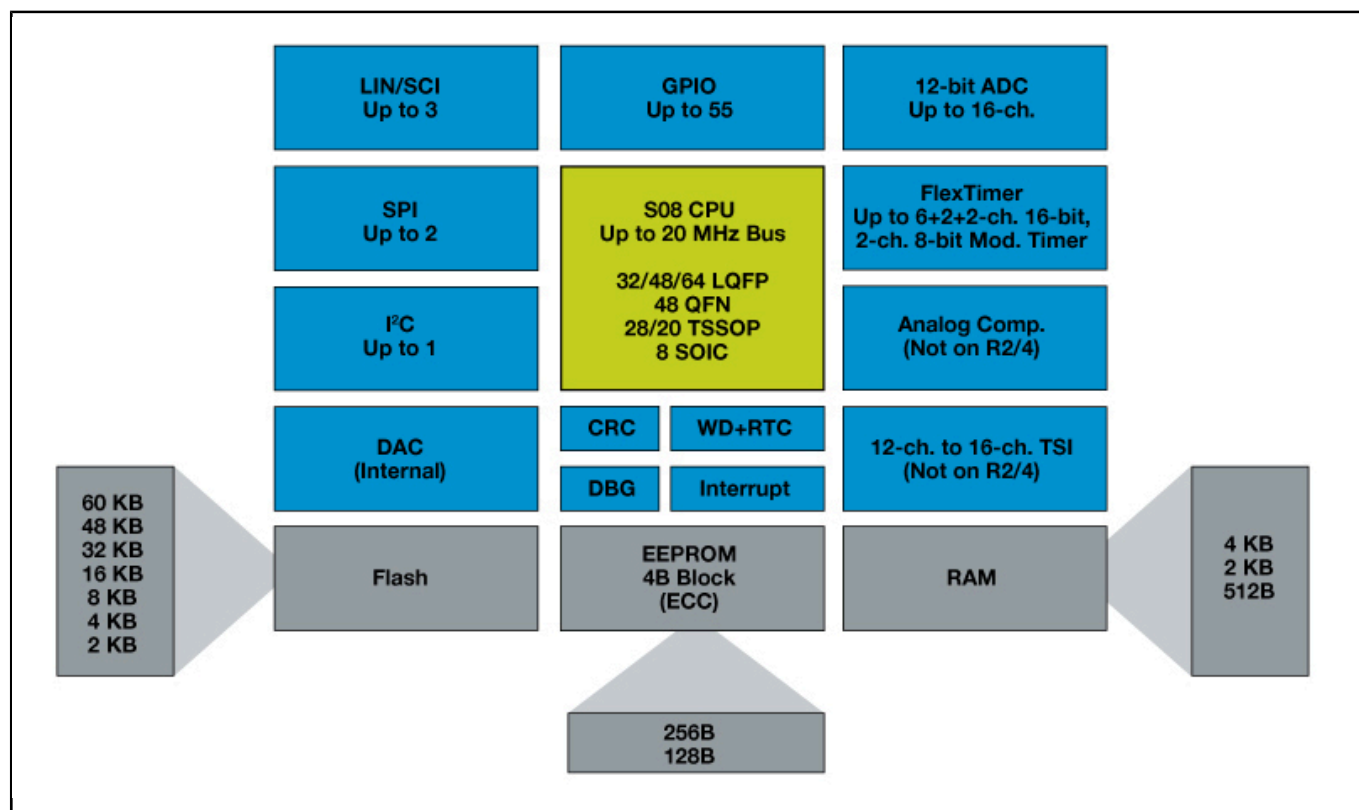 LIN/SCI
Up to 3
GPIO
Up to 55
12-bit ADC
Up to 16-ch.
SPI
Up to 2
S08 CPU
Up to 20 MHz Bus
32/48/64 LQFP
48 QFN
28/20 TSSOP
8 SOIC
FlexTimer
Up to 6+2+2-ch. 16-bit,
2-ch. 8-bit Mod. Timer
I²C
Up to 1
Analog Comp.
(Not on R2/4)
DAC
(Internal)
CRC
WD+RTC
DBG
Interrupt
12-ch. to 16-ch. TSI
(Not on R2/4)
60 KB
48 KB
32 KB
16 KB
8 KB
4 KB
2 KB
Flash
EEPROM
4B Block
(ECC)
RAM
4 KB
2 KB
512B
256B
128B